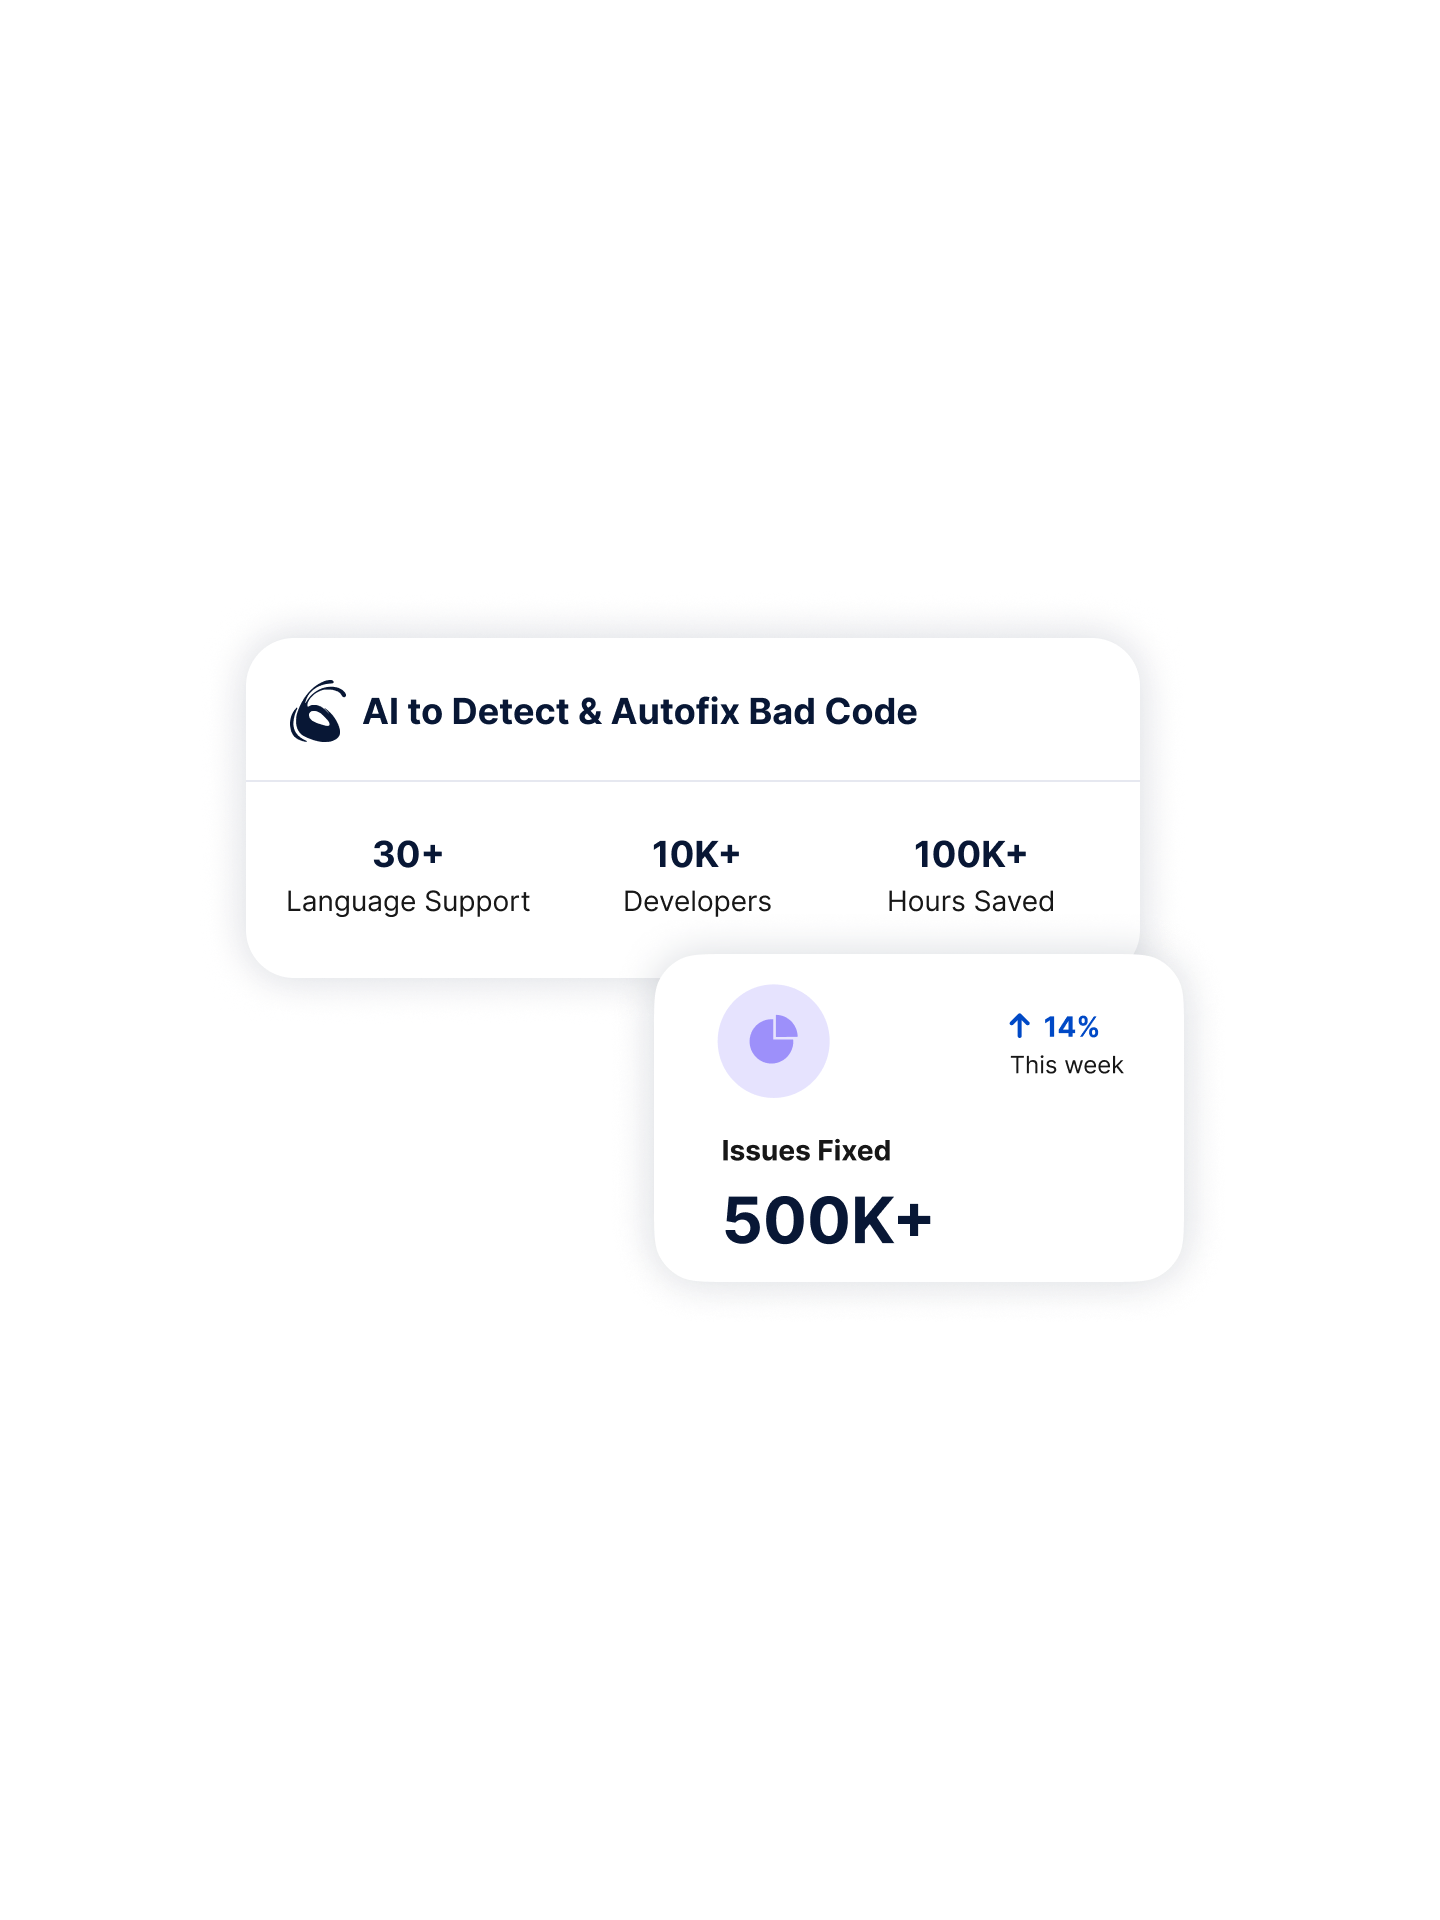 AI to Detect & Autofix Bad Code
30+
Language Support
10K+
Developers
100K+
Hours Saved
14%
This week
Issues Fixed
500K+